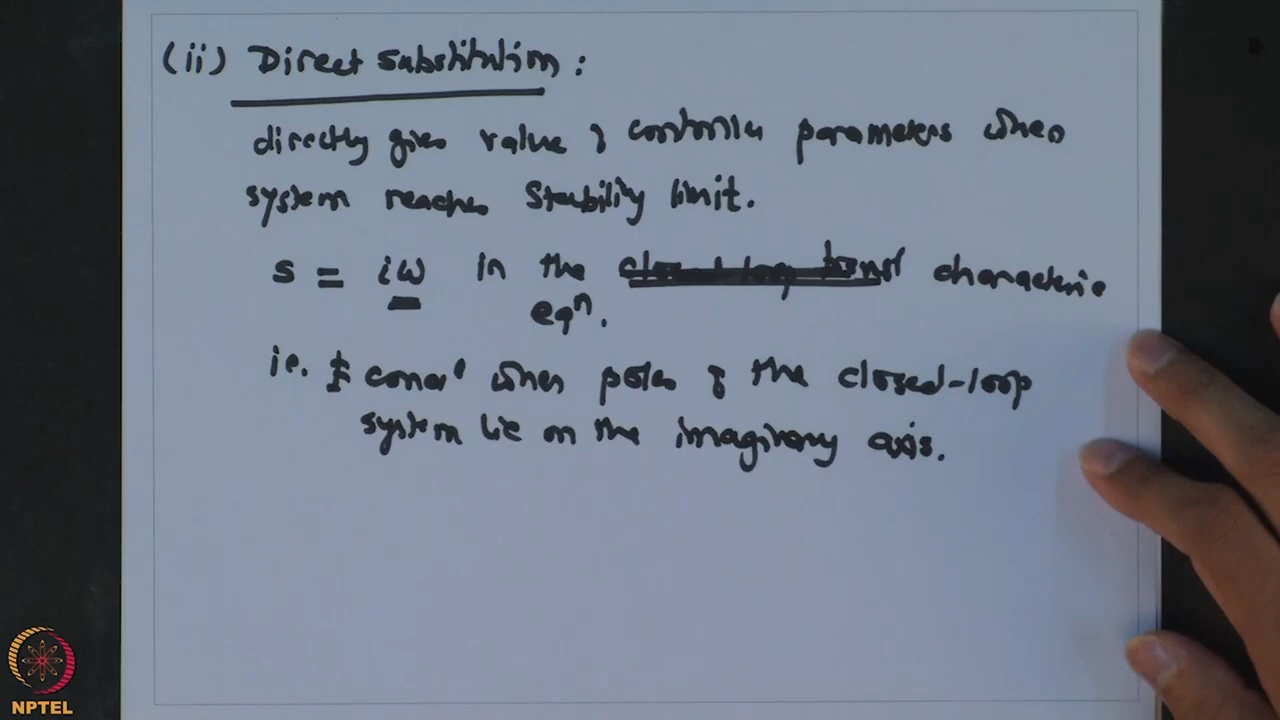 (ii) Direct substitution :
directly gives value of controller parameters when
system reaches stability limit.
s = iω in the characteristic
eqⁿ.
ie. cond' when poles of the closed-loop
system lie on the imaginary axis.
NPTEL